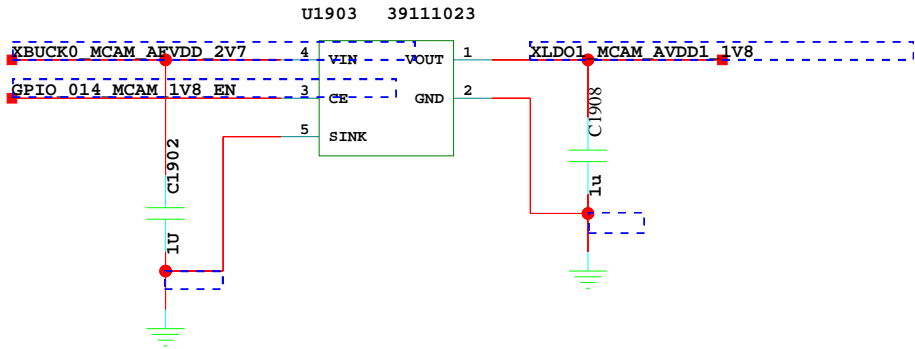 U1903 39111023
XBUCK0_MCAM_AFVDD_2V7
4
VIN
VOUT
1
XLDO1_MCAM_AVDD1_1V8
GPIO_014_MCAM_1V8_EN
3
CE
GND
2
C1908
5
SINK
C1902
1u
1U